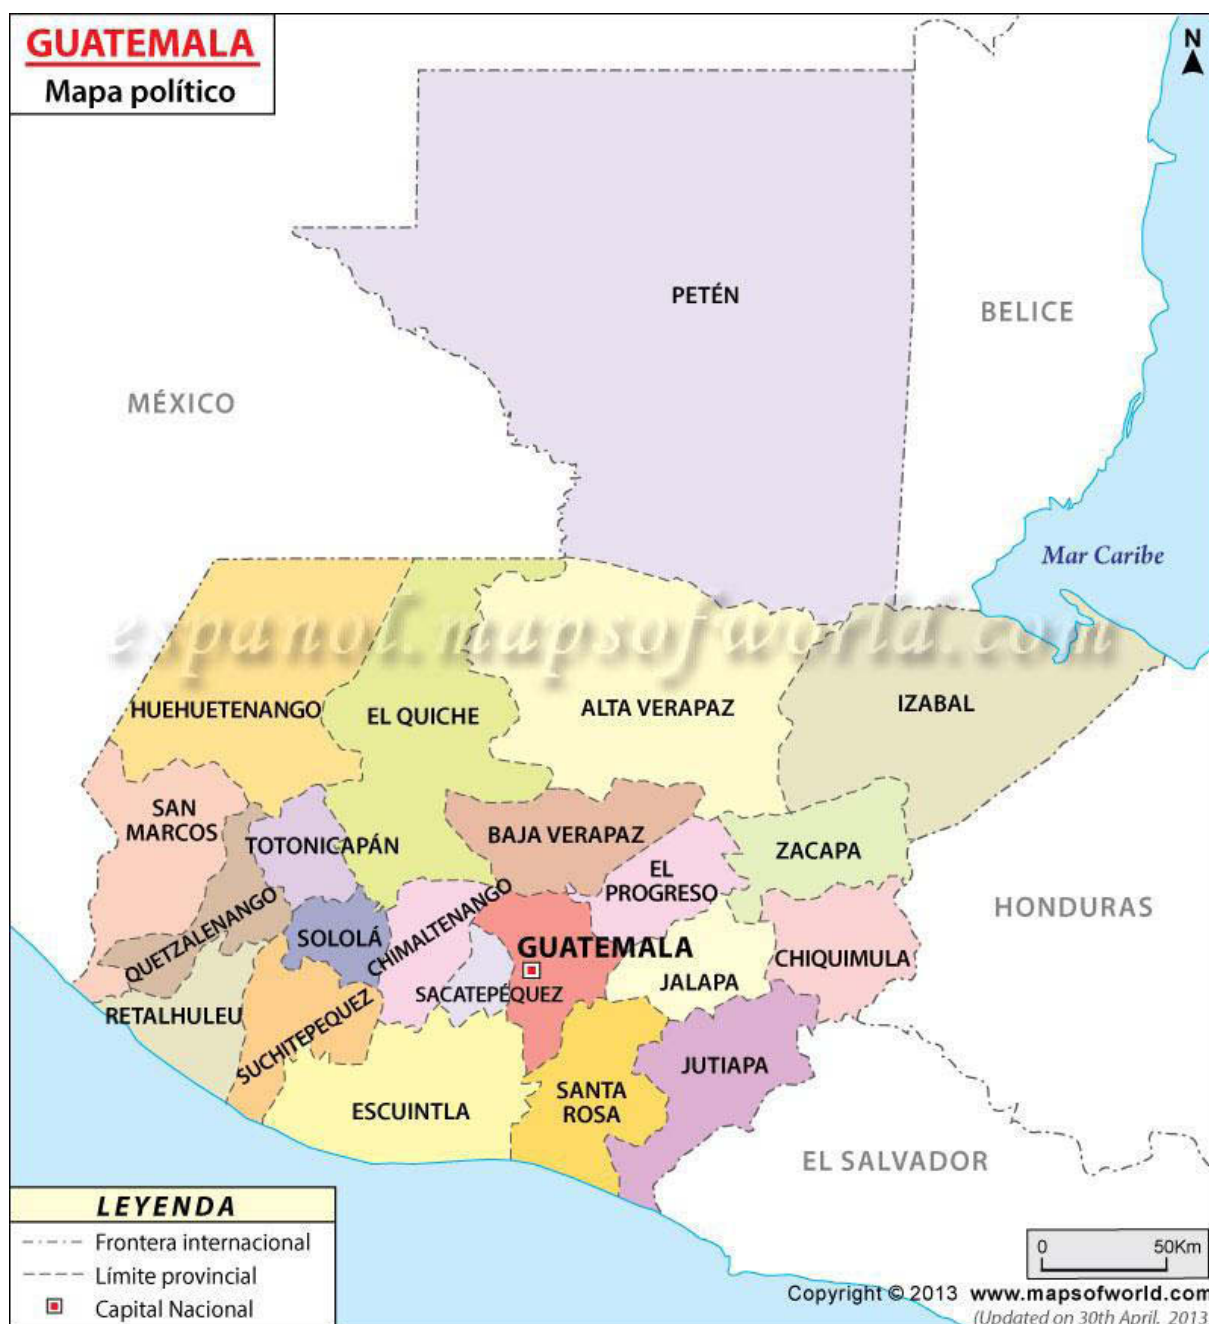 GUATEMALA
Mapa político
N
PETÉN
BELICE
MÉXICO
Mar Caribe
espanol.mapsofworld.com
HUEHUETENANGO
EL QUICHE
ALTA VERAPAZ
IZABAL
SAN
MARCOS
TOTONICAPÁN
BAJA VERAPAZ
EL
PROGRESO
ZACAPA
HONDURAS
QUETZALENANGO
SOLOLÁ
CHIMALTENANGO
GUATEMALA
CHIQUIMULA
JALAPA
SACATEPÉQUEZ
RETALHULEU
SUCHITEPEQUEZ
JUTIAPA
ESCUINTLA
SANTA
ROSA
EL SALVADOR
LEYENDA
Frontera internacional
Límite provincial
Capital Nacional
0 50Km
Copyright © 2013 www.mapsofworld.com
(Updated on 30th April, 2013